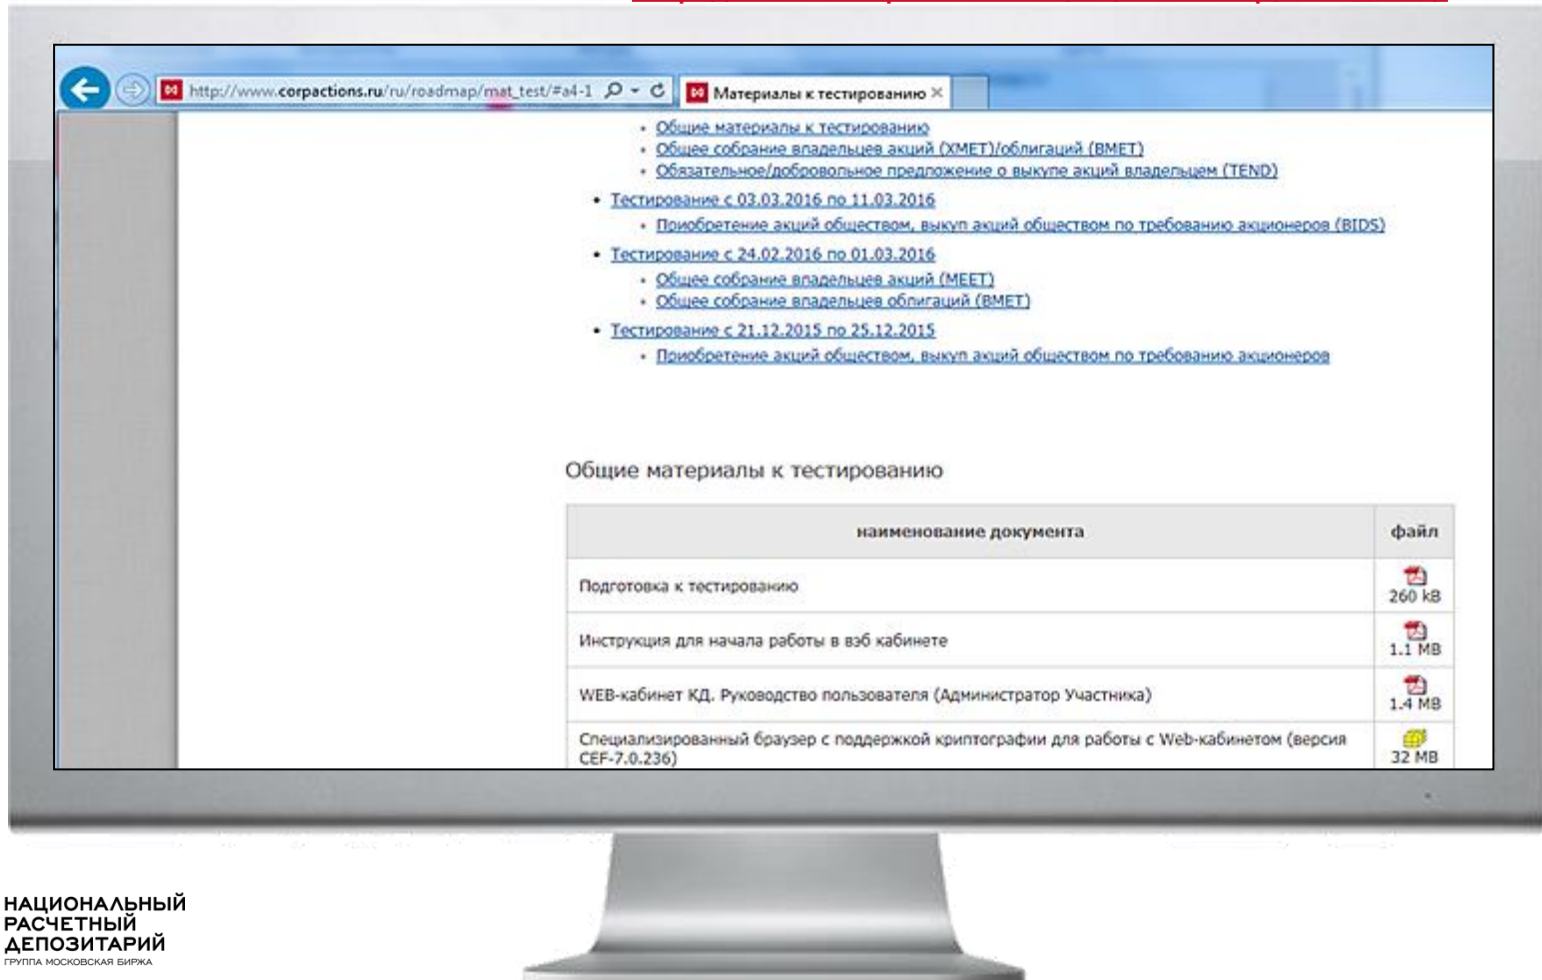 http://www.corpactions.ru/ru/roadmap/mat_test/#a4-1
Материалы к тестированию
Общие материалы к тестированию
Общее собрание владельцев акций (XMET)/облигаций (BMET)
Обязательное/добровольное предложение о выкупе акций владельцем (TEND)
Тестирование с 03.03.2016 по 11.03.2016
Приобретение акций обществом, выкуп акций обществом по требованию акционеров (BIDS)
Тестирование с 24.02.2016 по 01.03.2016
Общее собрание владельцев акций (MEET)
Общее собрание владельцев облигаций (BMET)
Тестирование с 21.12.2015 по 25.12.2015
Приобретение акций обществом, выкуп акций обществом по требованию акционеров
Общие материалы к тестированию
наименование документа файл
Подготовка к тестированию 260 kB
Инструкция для начала работы в вэб кабинете 1.1 MB
WEB-кабинет КД. Руководство пользователя (Администратор Участника) 1.4 MB
Специализированный браузер с поддержкой криптографии для работы с Web-кабинетом (версия
CEF-7.0.236) 32 MB
НАЦИОНАЛЬНЫЙ
РАСЧЕТНЫЙ
ДЕПОЗИТАРИЙ
ГРУППА МОСКОВСКАЯ БИРЖА